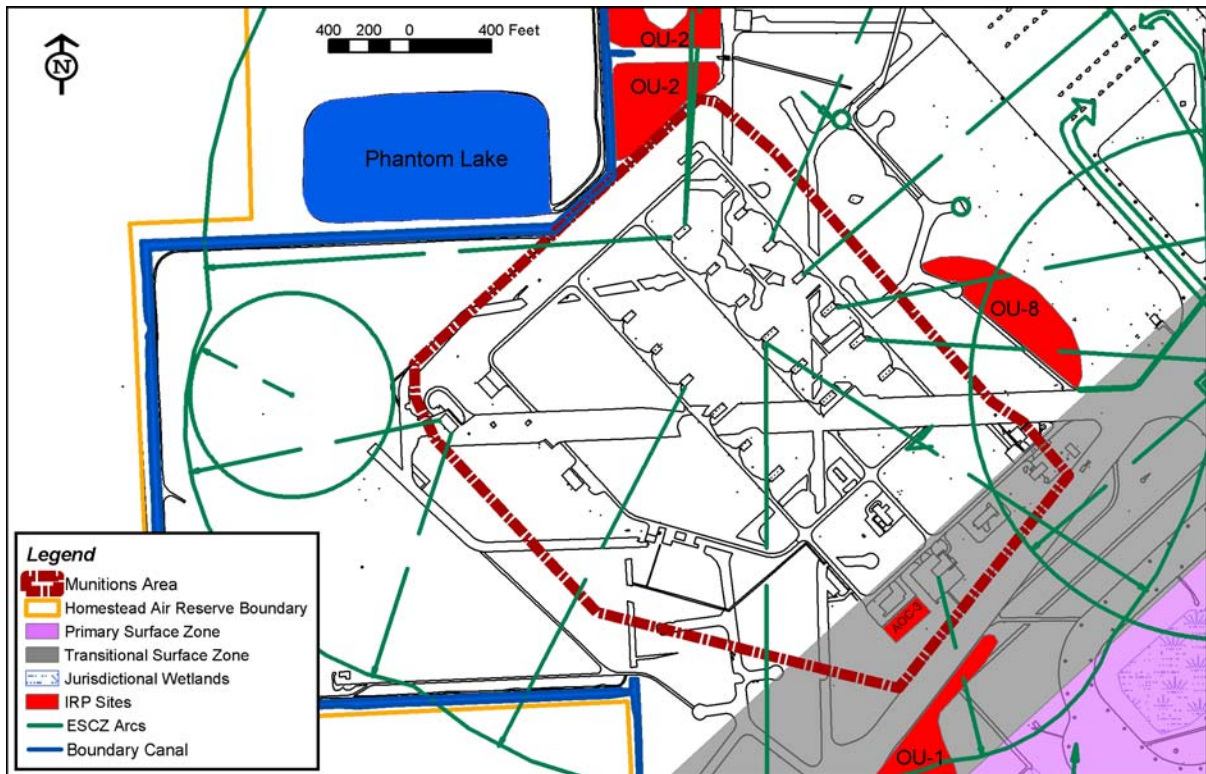 OU-2
400 200 0 400 Feet
N
OU-2
Phantom Lake
OU-8
AOC-3
OU-1
Legend
Munitions Area
Homestead Air Reserve Boundary
Primary Surface Zone
Transitional Surface Zone
Jurisdictional Wetlands
IRP Sites
ESCZ Arcs
Boundary Canal